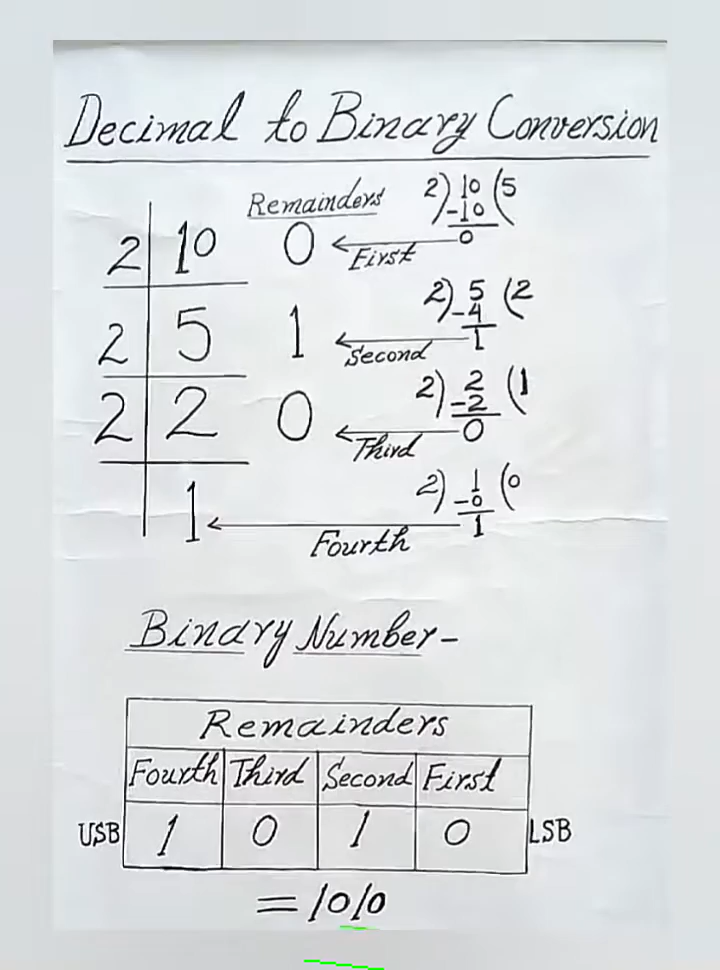 Decimal to Binary Conversion
Remainders 2) 10 (5
-10
2 10 0 First 0
2) 5 (2
-4
2 5 1 Second 1
2) 2 (1
-2
2 2 0 Third 0
2) 1 (0
-0
1 Fourth 1
Binary Number-
Remainders
Fourth Third Second First
USB 1 0 1 0 LSB
= 1010